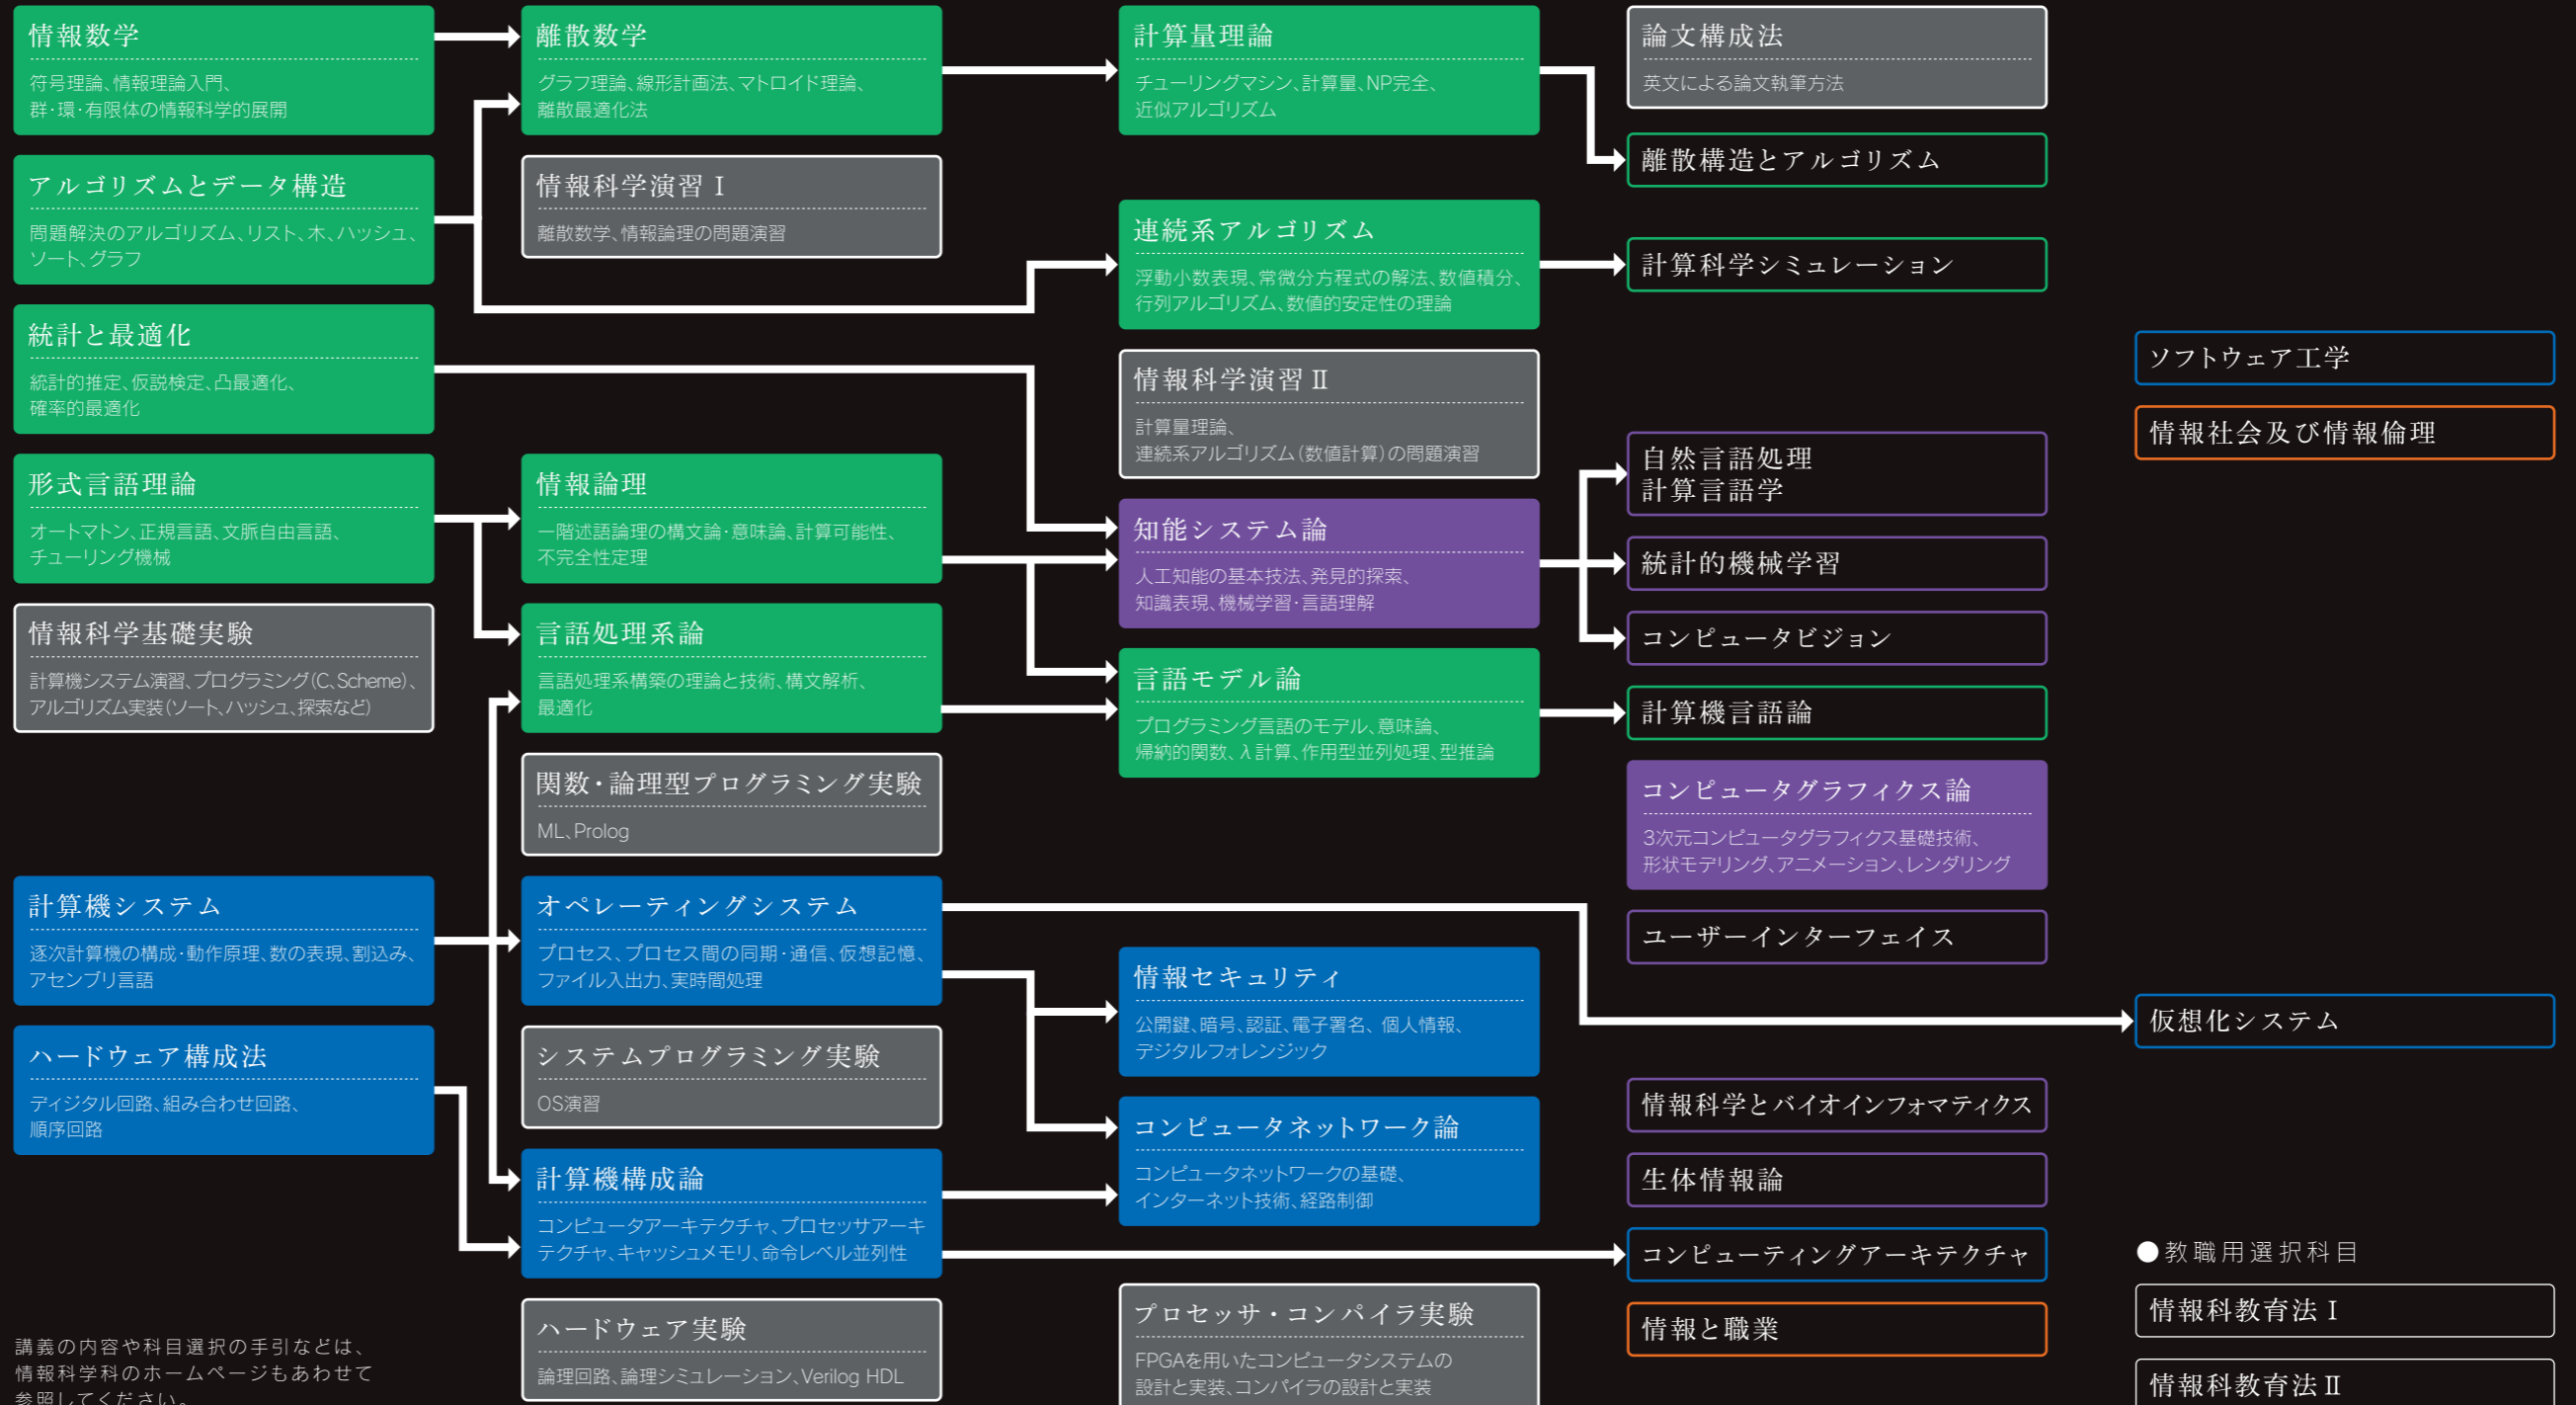 情報数学
符号理論、情報理論入門、
群・環・有限体の情報科学的展開
アルゴリズムとデータ構造
問題解決のアルゴリズム、リスト、木、ハッシュ、
ソート、グラフ
統計と最適化
統計的推定、仮説検定、凸最適化、
確率的最適化
形式言語理論
オートマトン、正規言語、文脈自由言語、
チューリング機械
情報科学基礎実験
計算機システム演習、プログラミング(C、Scheme)、
アルゴリズム実装(ソート、ハッシュ、探索など)
計算機システム
逐次計算機の構成・動作原理、数の表現、割込み、
アセンブリ言語
ハードウェア構成法
ディジタル回路、組み合わせ回路、
順序回路
講義の内容や科目選択の手引などは、
情報科学科のホームページもあわせて
参照してください。
離散数学
グラフ理論、線形計画法、マトロイド理論、
離散最適化法
情報科学演習Ⅰ
離散数学、情報論理の問題演習
情報論理
一階述語論理の構文論・意味論、計算可能性、
不完全性定理
言語処理系論
言語処理系構築の理論と技術、構文解析、
最適化
関数・論理型プログラミング実験
ML、Prolog
オペレーティングシステム
プロセス、プロセス間の同期・通信、仮想記憶、
ファイル入出力、実時間処理
システムプログラミング実験
OS演習
計算機構成論
コンピュータアーキテクチャ、プロセッサアーキ
テクチャ、キャッシュメモリ、命令レベル並列性
ハードウェア実験
論理回路、論理シミュレーション、Verilog HDL
計算量理論
チューリングマシン、計算量、NP完全、
近似アルゴリズム
連続系アルゴリズム
浮動小数表現、常微分方程式の解法、数値積分、
行列アルゴリズム、数値的安定性の理論
情報科学演習Ⅱ
計算量理論、
連続系アルゴリズム(数値計算)の問題演習
知能システム論
人工知能の基本技法、発見的探索、
知識表現、機械学習・言語理解
言語モデル論
プログラミング言語のモデル、意味論、
帰納的関数、λ計算、作用型並列処理、型推論
情報セキュリティ
公開鍵、暗号、認証、電子署名、個人情報、
デジタルフォレンジック
コンピュータネットワーク論
コンピュータネットワークの基礎、
インターネット技術、経路制御
プロセッサ・コンパイラ実験
FPGAを用いたコンピュータシステムの
設計と実装、コンパイラの設計と実装
論文構成法
英文による論文執筆方法
離散構造とアルゴリズム
計算科学シミュレーション
自然言語処理
計算言語学
統計的機械学習
コンピュータビジョン
計算機言語論
コンピュータグラフィクス論
3次元コンピュータグラフィクス基礎技術、
形状モデリング、アニメーション、レンダリング
ユーザーインターフェイス
情報科学とバイオインフォマティクス
生体情報論
コンピューティングアーキテクチャ
情報と職業
ソフトウェア工学
情報社会及び情報倫理
仮想化システム
●教職用選択科目
情報科教育法Ⅰ
情報科教育法Ⅱ